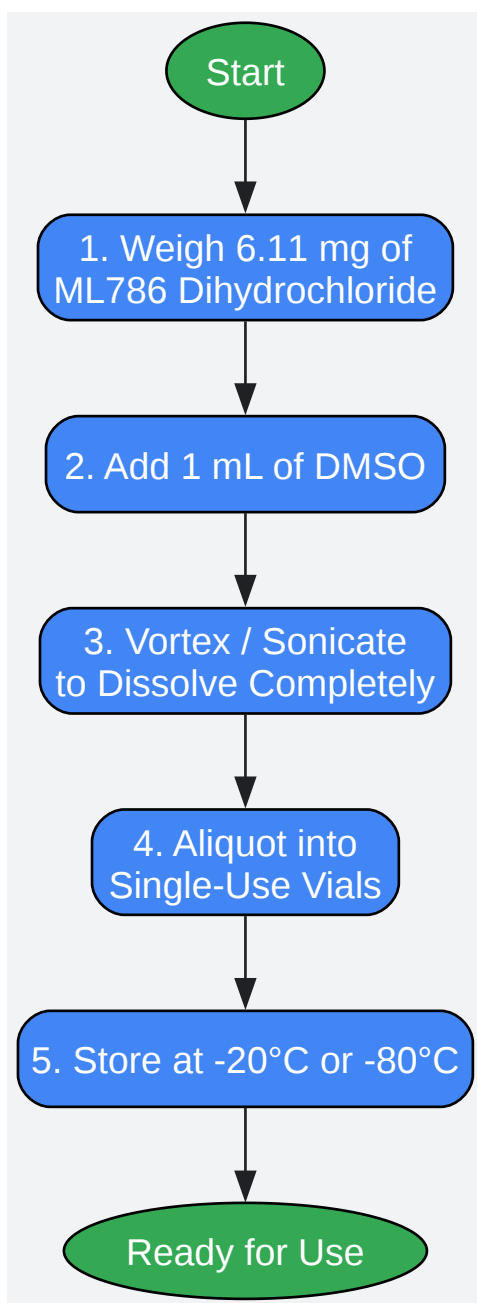 Start
1. Weigh 6.11 mg of
ML786 Dihydrochloride
2. Add 1 mL of DMSO
3. Vortex / Sonicate
to Dissolve Completely
4. Aliquot into
Single-Use Vials
5. Store at -20°C or -80°C
Ready for Use